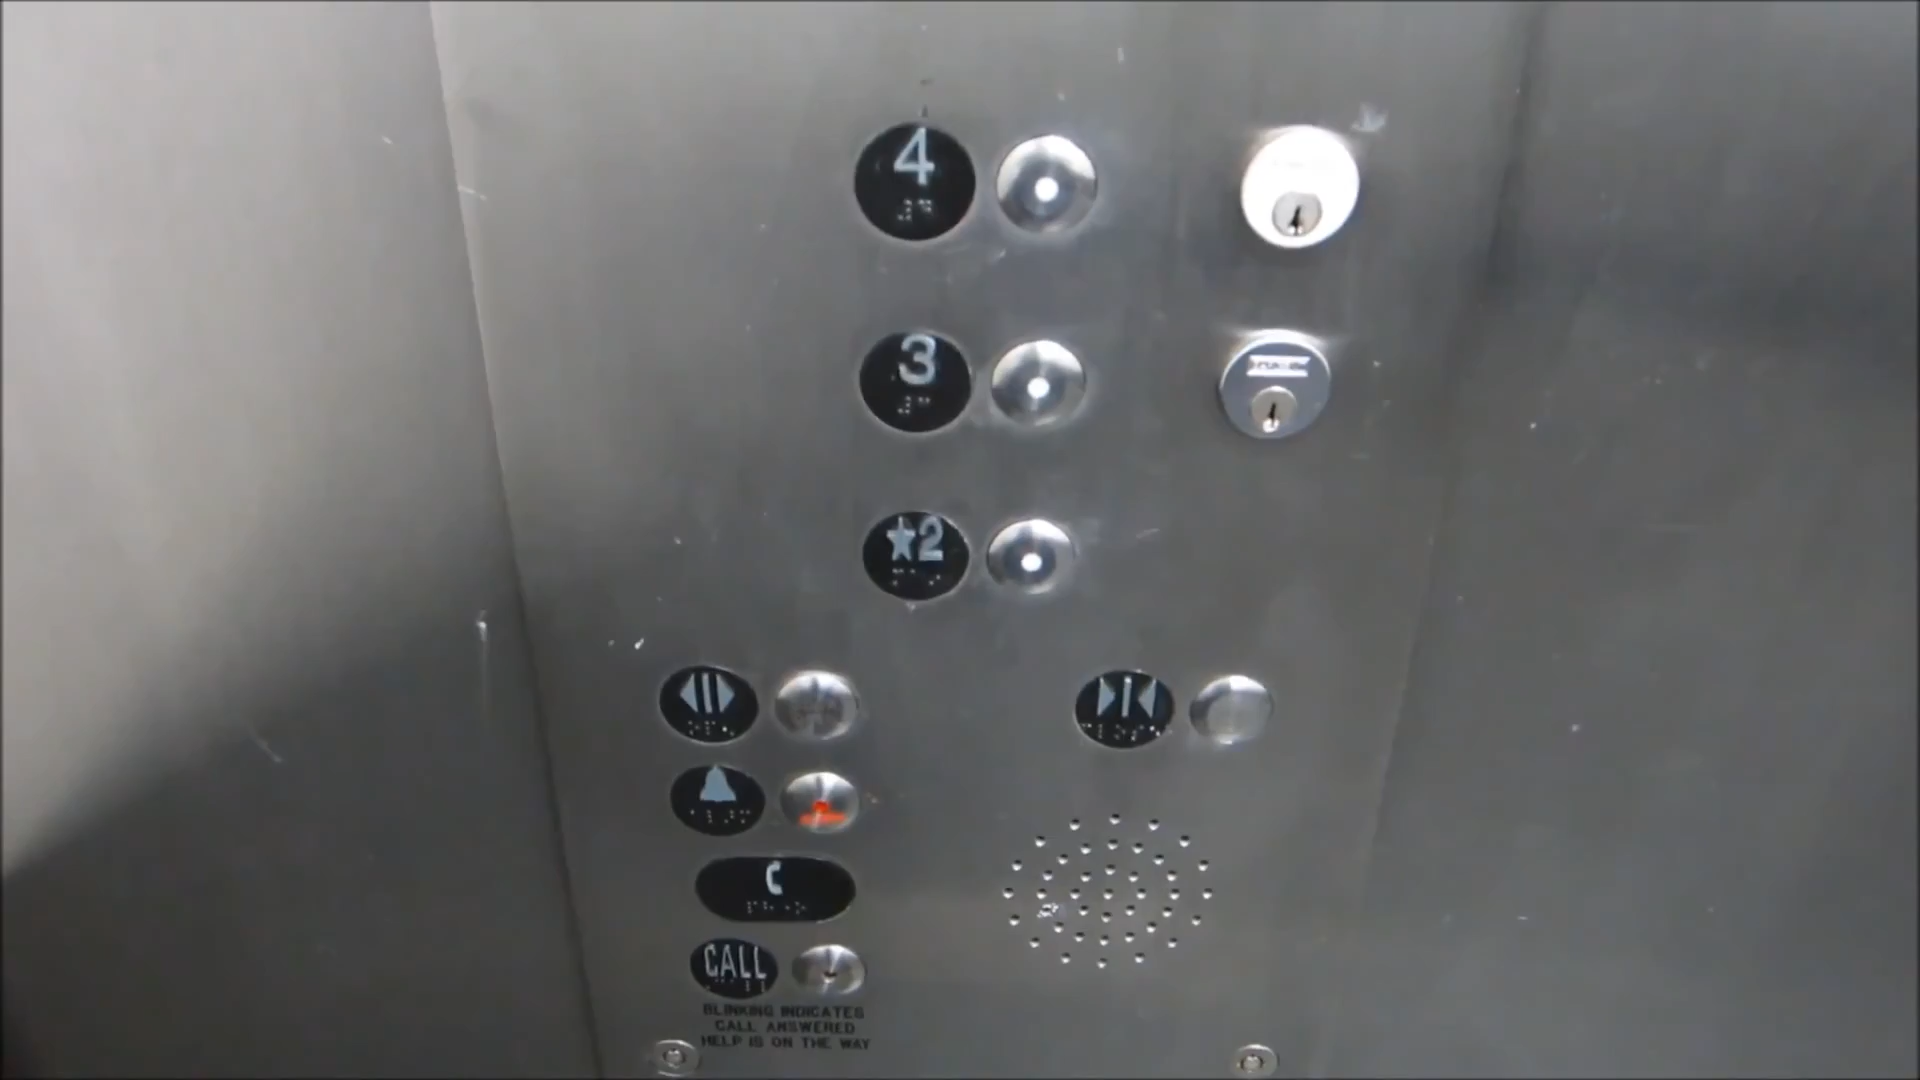 4
3
★2
CALL
BLINKING INDICATES
CALL ANSWERED
HELP IS ON THE WAY